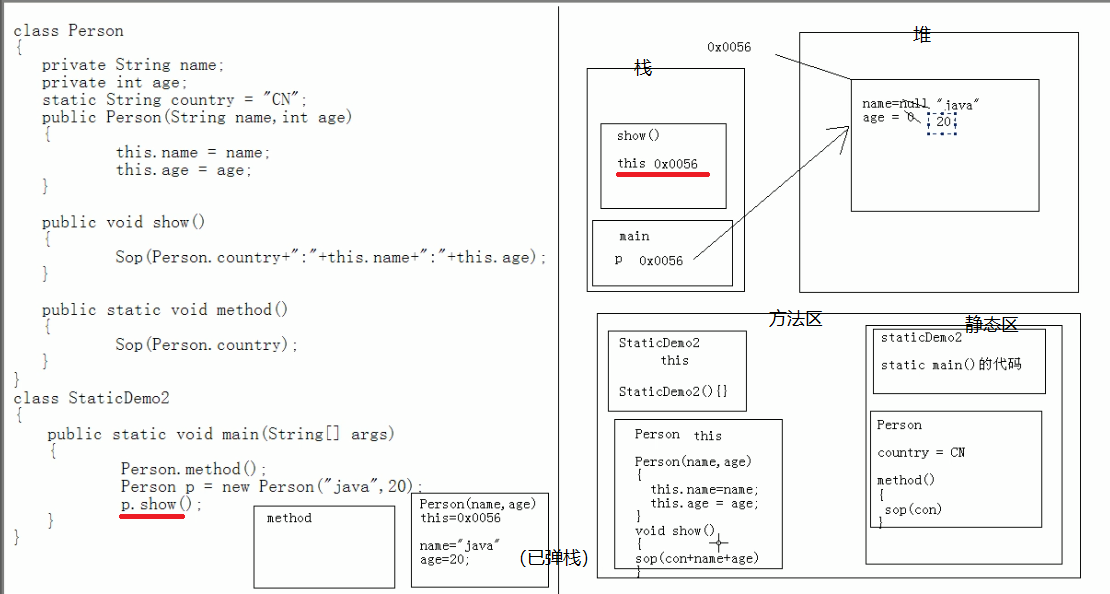 class Person
{
private String name;
private int age;
static String country = "CN";
public Person(String name,int age)
{
this.name = name;
this.age = age;
}
public void show()
{
Sop(Person.country+":"+this.name+":"+this.age);
}
public static void method()
{
Sop(Person.country);
}
}
class StaticDemo2
{
public static void main(String[] args)
{
Person.method();
Person p = new Person("java",20);
p.show();
}
}
method
Person(name,age)
this=0x0056
name="java"
age=20;
(已弹栈)
栈
show()
this 0x0056
main
p 0x0056
0x0056
堆
name=null "java"
age = 0 20
方法区
StaticDemo2
this
StaticDemo2(){}
Person this
Person(name,age)
{
this.name=name;
this.age = age;
}
void show()
{
sop(con+name+age)
}
静态区
staticDemo2
static main()的代码
Person
country = CN
method()
{
sop(con)
}